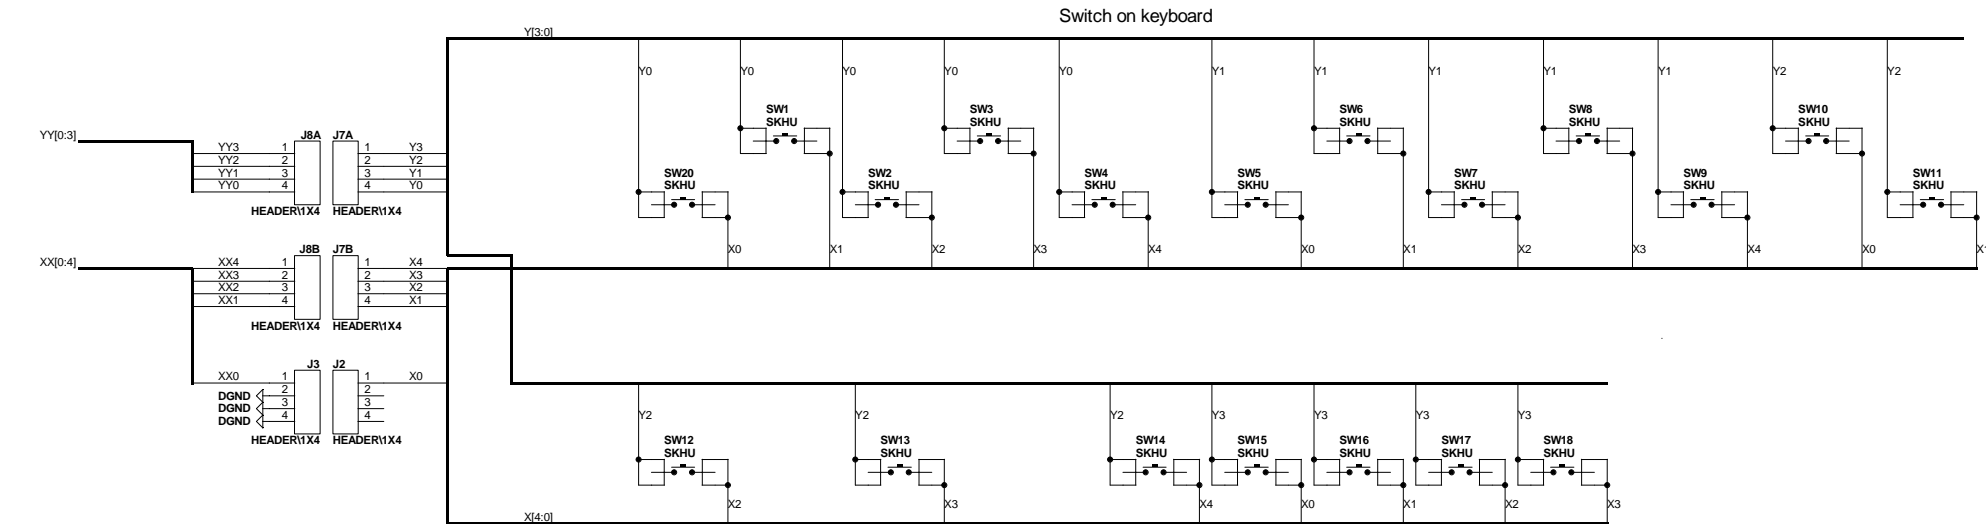 Switch on keyboard
Y[3:0]
Y0 Y0 Y0 Y0 Y0 Y1 Y1 Y1 Y1 Y1 Y2 Y2
SW1 SW3 SW6 SW8 SW10
SKHU SKHU SKHU SKHU SKHU
YY[0:3]
J8A J7A
YY3 1 1 Y3
YY2 2 2 Y2
YY1 3 3 Y1
YY0 4 4 Y0
HEADER\1X4 HEADER\1X4
SW20 SW2 SW4 SW5 SW7 SW9 SW11
SKHU SKHU SKHU SKHU SKHU SKHU SKHU
X0 X1 X2 X3 X4 X0 X1 X2 X3 X4 X0 X1
XX[0:4]
J8B J7B
XX4 1 1 X4
XX3 2 2 X3
XX2 3 3 X2
XX1 4 4 X1
HEADER\1X4 HEADER\1X4
J3 J2
XX0 1 1 X0
DGND 2 2
DGND 3 3
DGND 4 4
HEADER\1X4 HEADER\1X4
Y2 Y2 Y2 Y3 Y3 Y3 Y3
SW12 SW13 SW14 SW15 SW16 SW17 SW18
SKHU SKHU SKHU SKHU SKHU SKHU SKHU
X2 X3 X4 X0 X1 X2 X3
X[4:0]